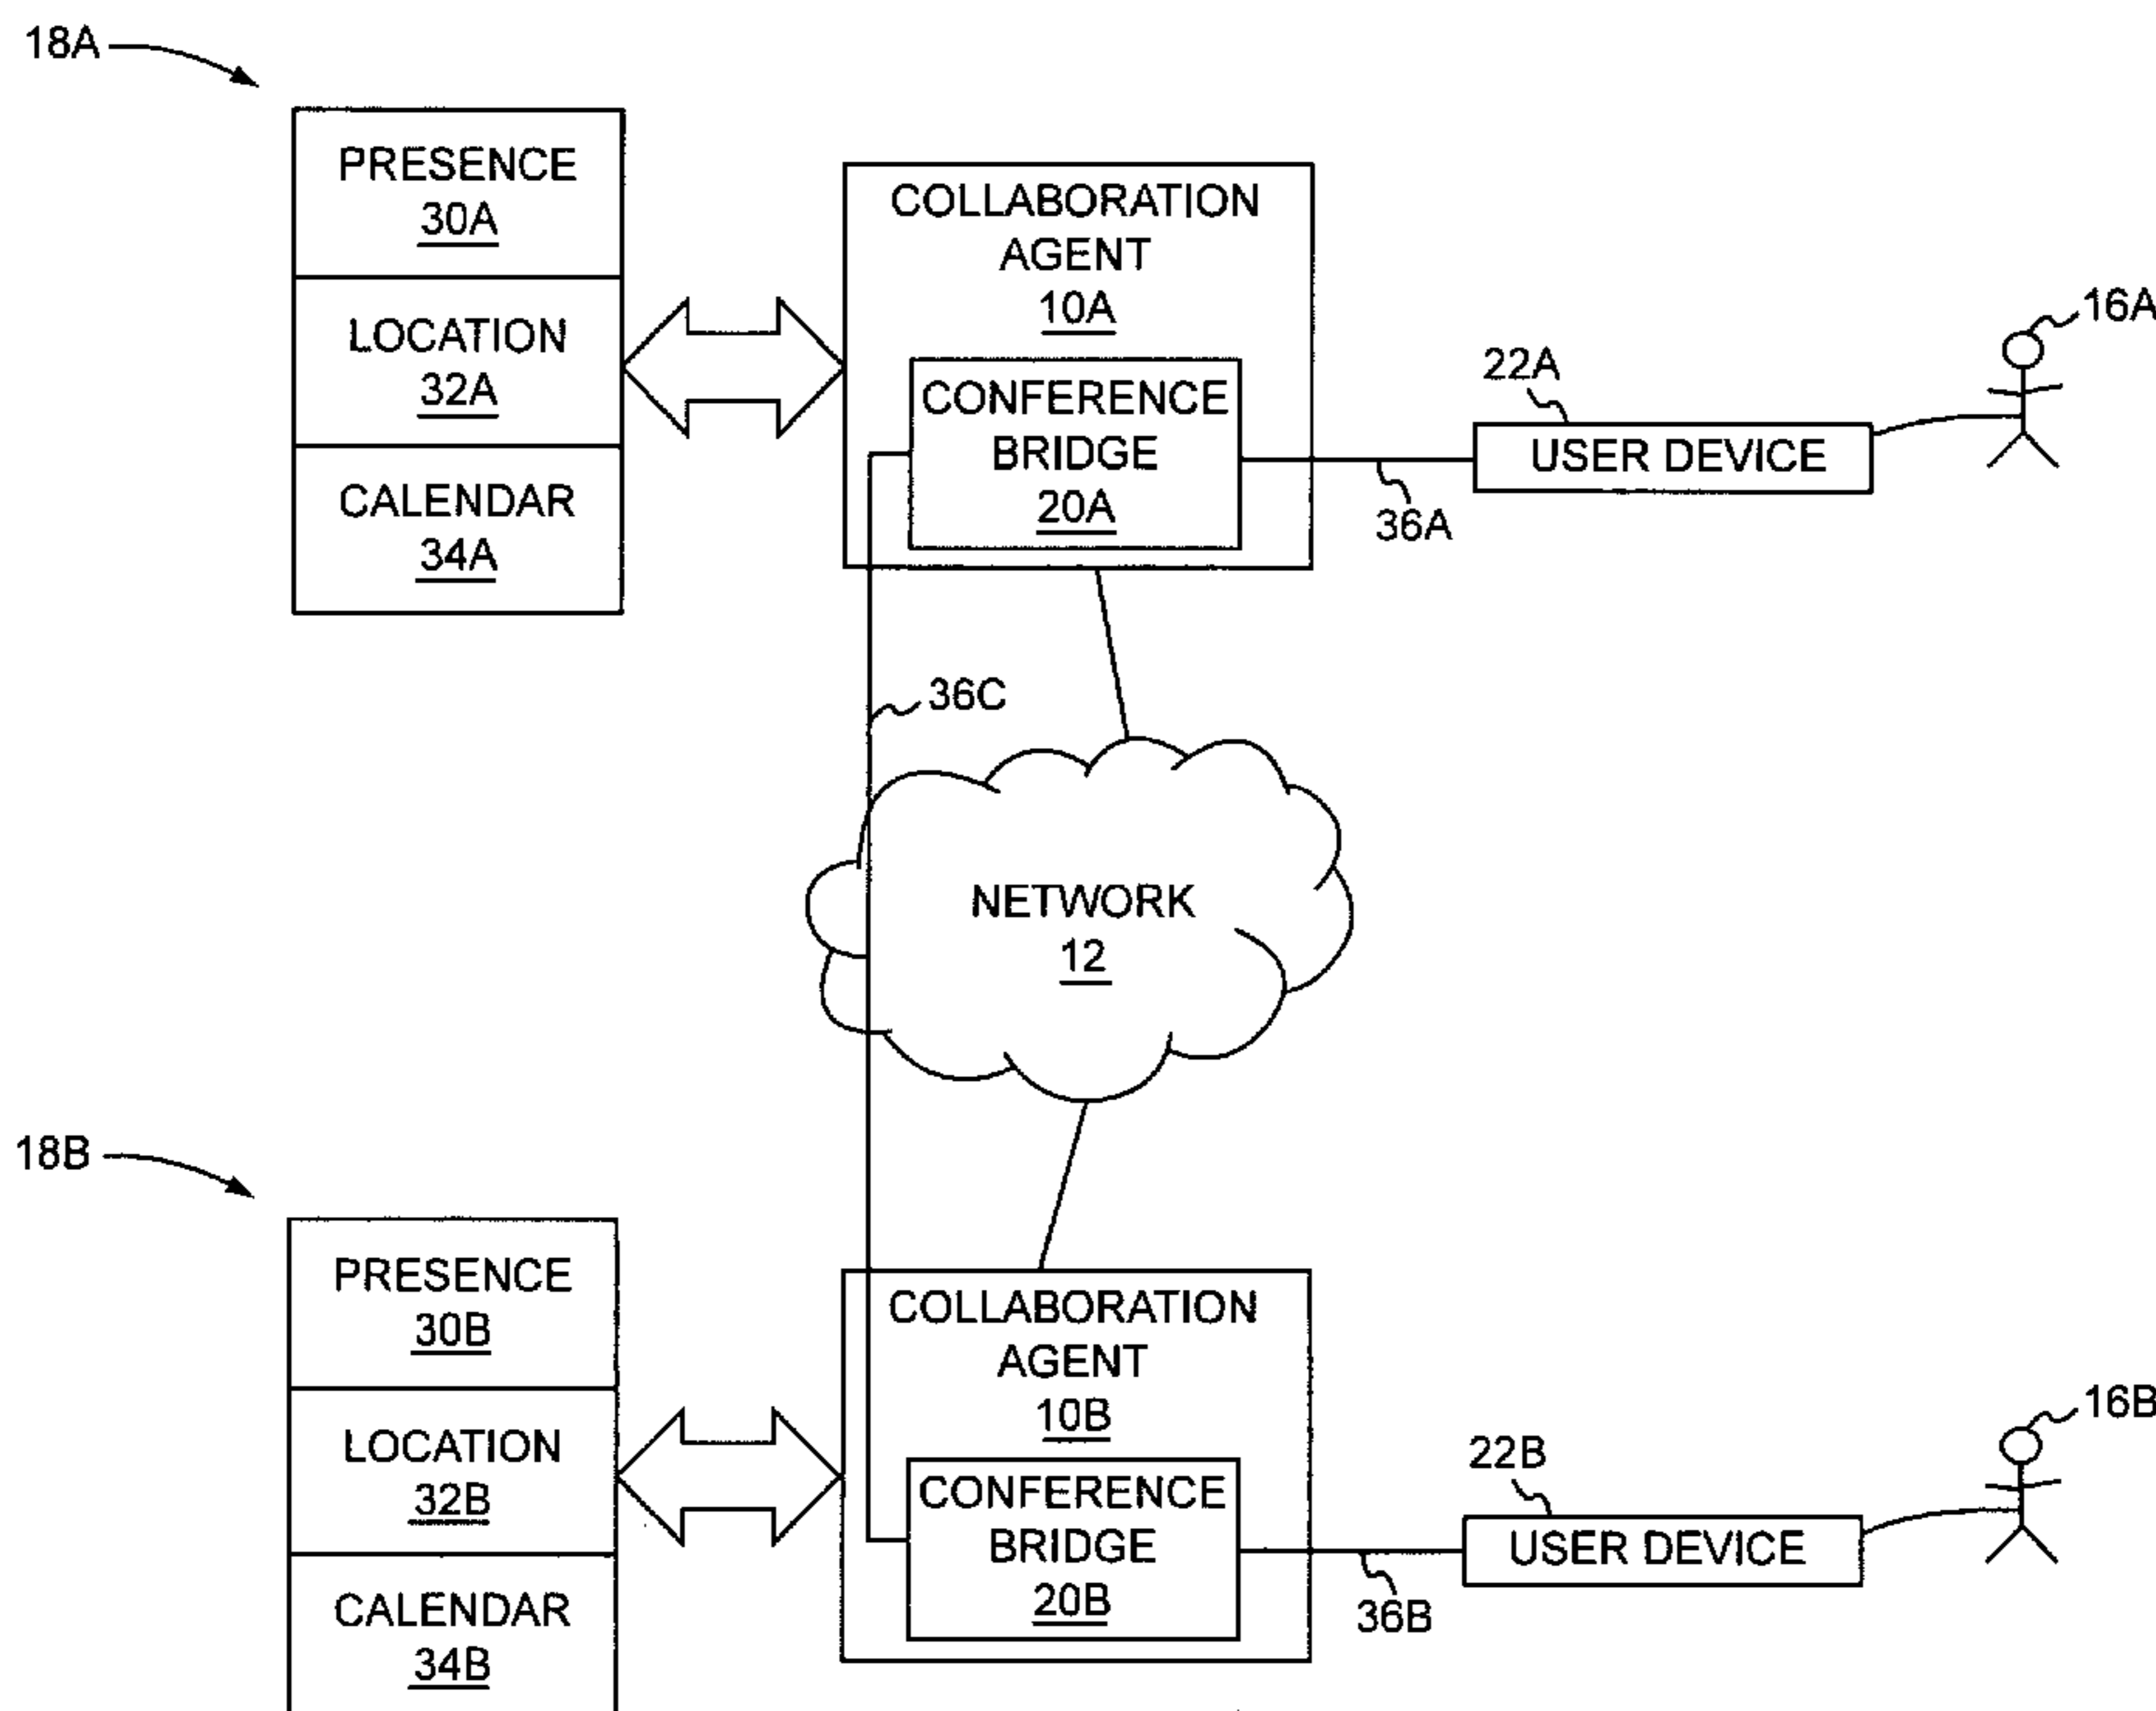 18A
PRESENCE
30A
LOCATION
32A
CALENDAR
34A
COLLABORATION
AGENT
10A
CONFERENCE
BRIDGE
20A
36A
22A
USER DEVICE
16A
36C
NETWORK
12
18B
PRESENCE
30B
LOCATION
32B
CALENDAR
34B
COLLABORATION
AGENT
10B
CONFERENCE
BRIDGE
20B
36B
22B
USER DEVICE
16B